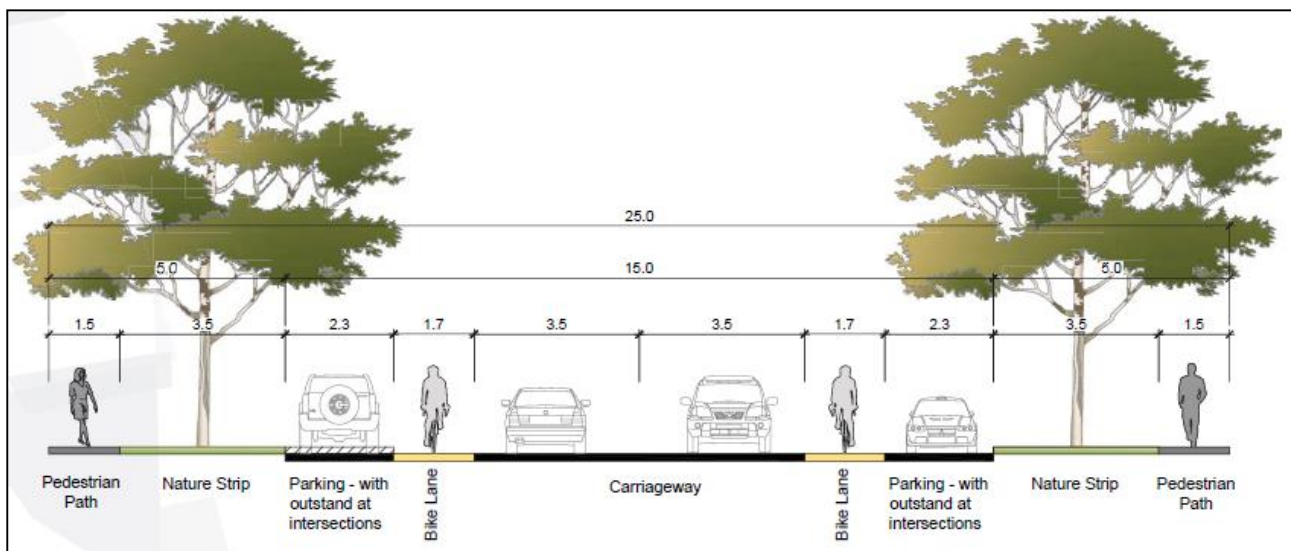 25.0
5.0 15.0 5.0
1.5 3.5 2.3 1.7 3.5 3.5 1.7 2.3 3.5 1.5
Pedestrian
Path
Nature Strip
Parking - with
outstand at
intersections
Bike Lane
Carriageway
Bike Lane
Parking - with
outstand at
intersections
Nature Strip
Pedestrian
Path